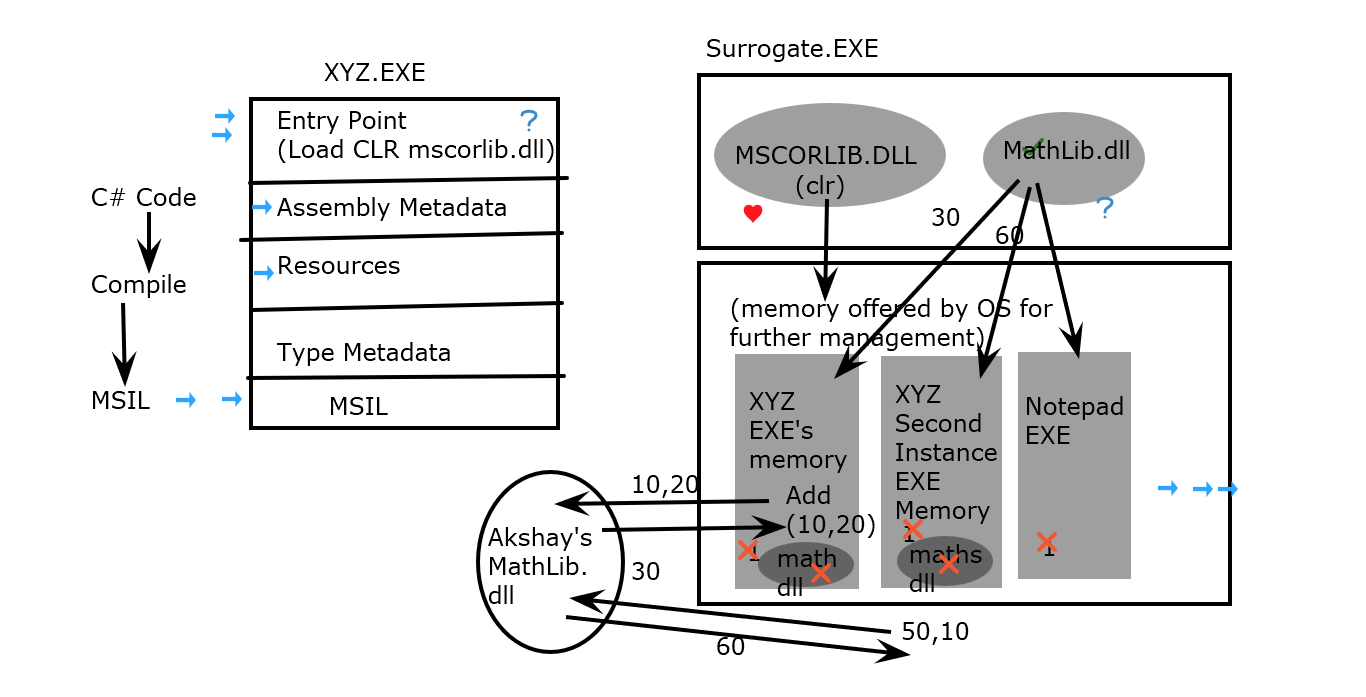 Surrogate.EXE
XYZ.EXE
Entry Point
(Load CLR mscorlib.dll)
?
Assembly Metadata
Resources
Type Metadata
MSIL
C# Code
Compile
MSIL
MSCORLIB.DLL
(clr)
MathLib.dll
?
30
60
(memory offered by OS for
further management)
XYZ
EXE's
memory
Add
(10,20)
1
math
dll
XYZ
Second
Instance
EXE
Memory
1
maths
dll
Notepad
EXE
1
10,20
Akshay's
MathLib.
dll
30
50,10
60